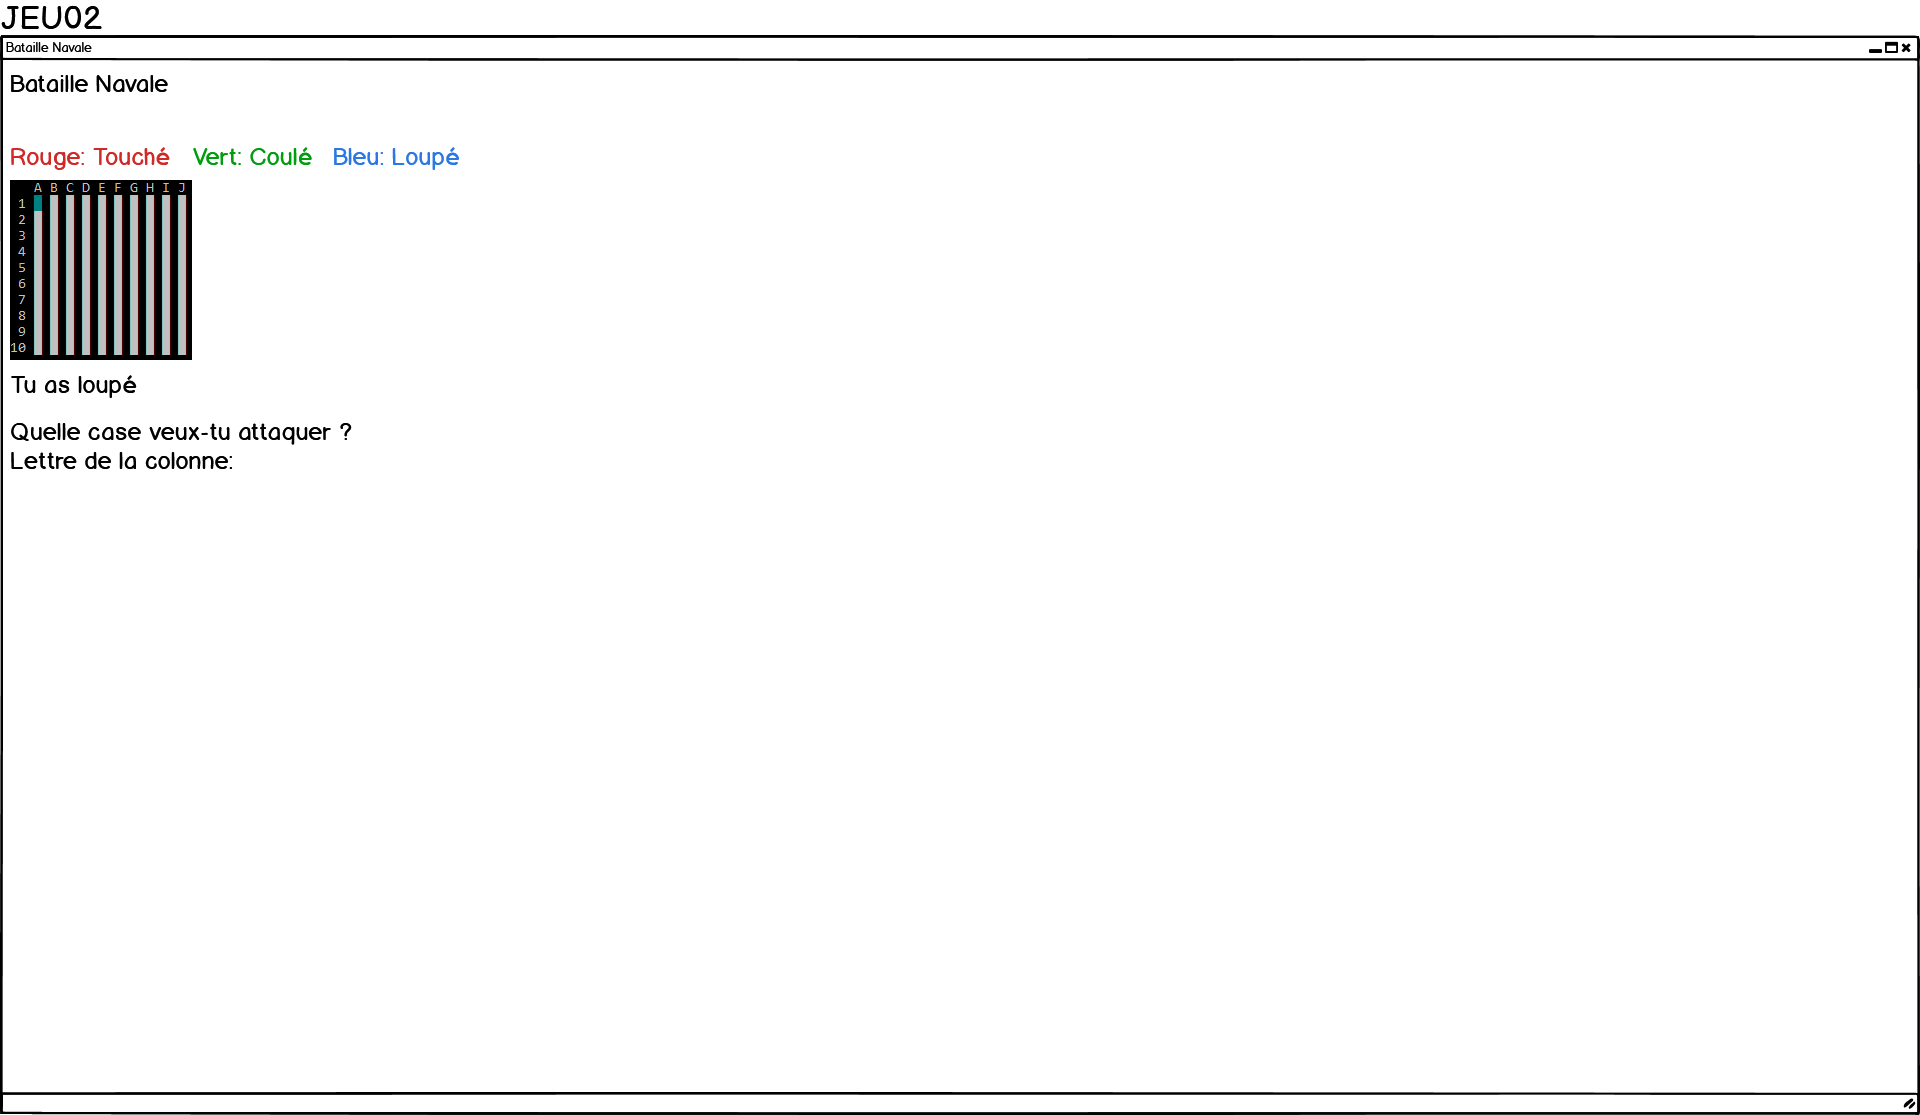 JEU02
Bataille Navale
Bataille Navale
Rouge: Touché Vert: Coulé Bleu: Loupé
A B C D E F G H I J
1
2
3
4
5
6
7
8
9
10
Tu as loupé
Quelle case veux-tu attaquer ?
Lettre de la colonne: